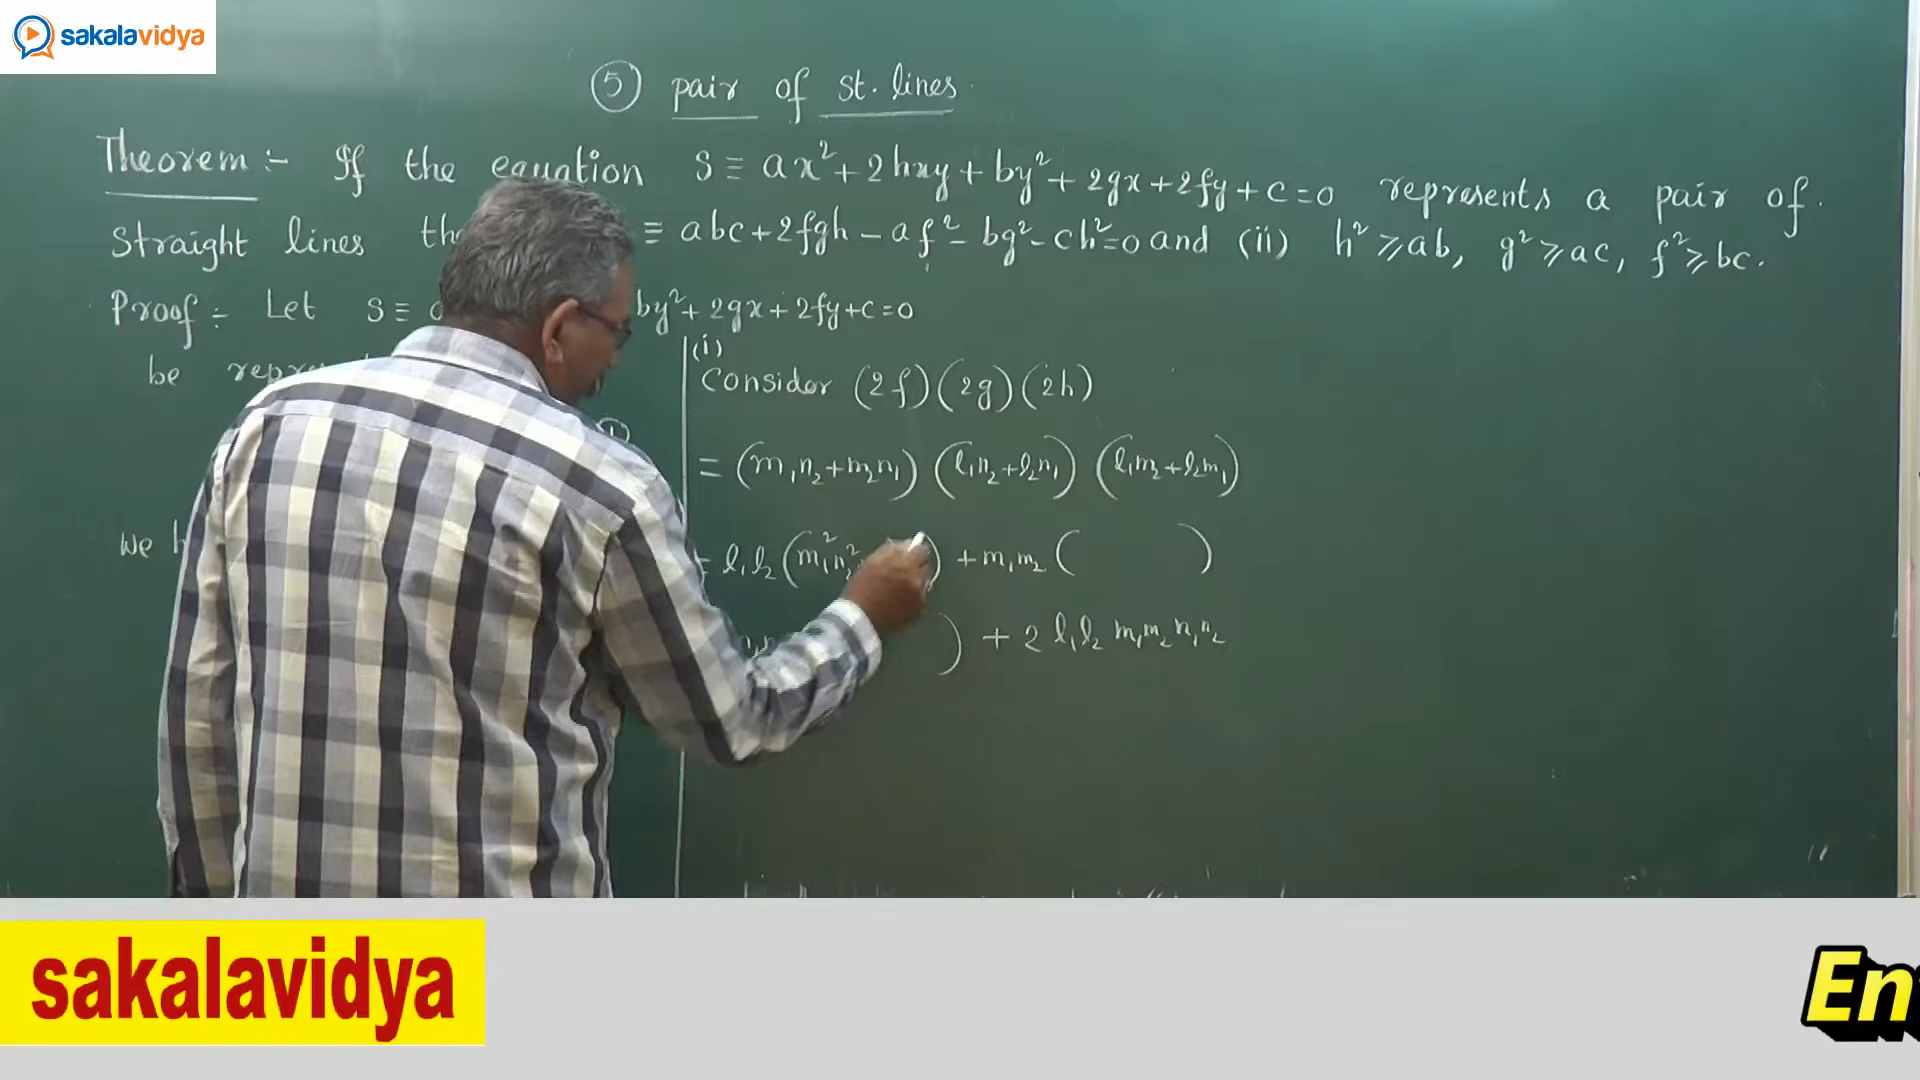 sakalavidya
⑤ pair of st. lines
Theorem :- If the equation S ≡ ax² + 2hxy + by² + 2gx + 2fy + c = 0 represents a pair of
straight lines ≡ abc + 2fgh - af² - bg² - ch² = 0 and (ii) h² ⩾ ab, g² ⩾ ac, f² ⩾ bc.
Proof :- Let S ≡ by² + 2gx + 2fy + c = 0
be
(i)
Consider (2f)(2g)(2h)
= (m₁n₂ + m₂n₁) (l₁n₂ + l₂n₁) (l₁m₂ + l₂m₁)
We
= l₁l₂ (m₁²n₂² ) + m₁m₂ ( )
) + 2 l₁l₂ m₁m₂ n₁n₂
sakalavidya